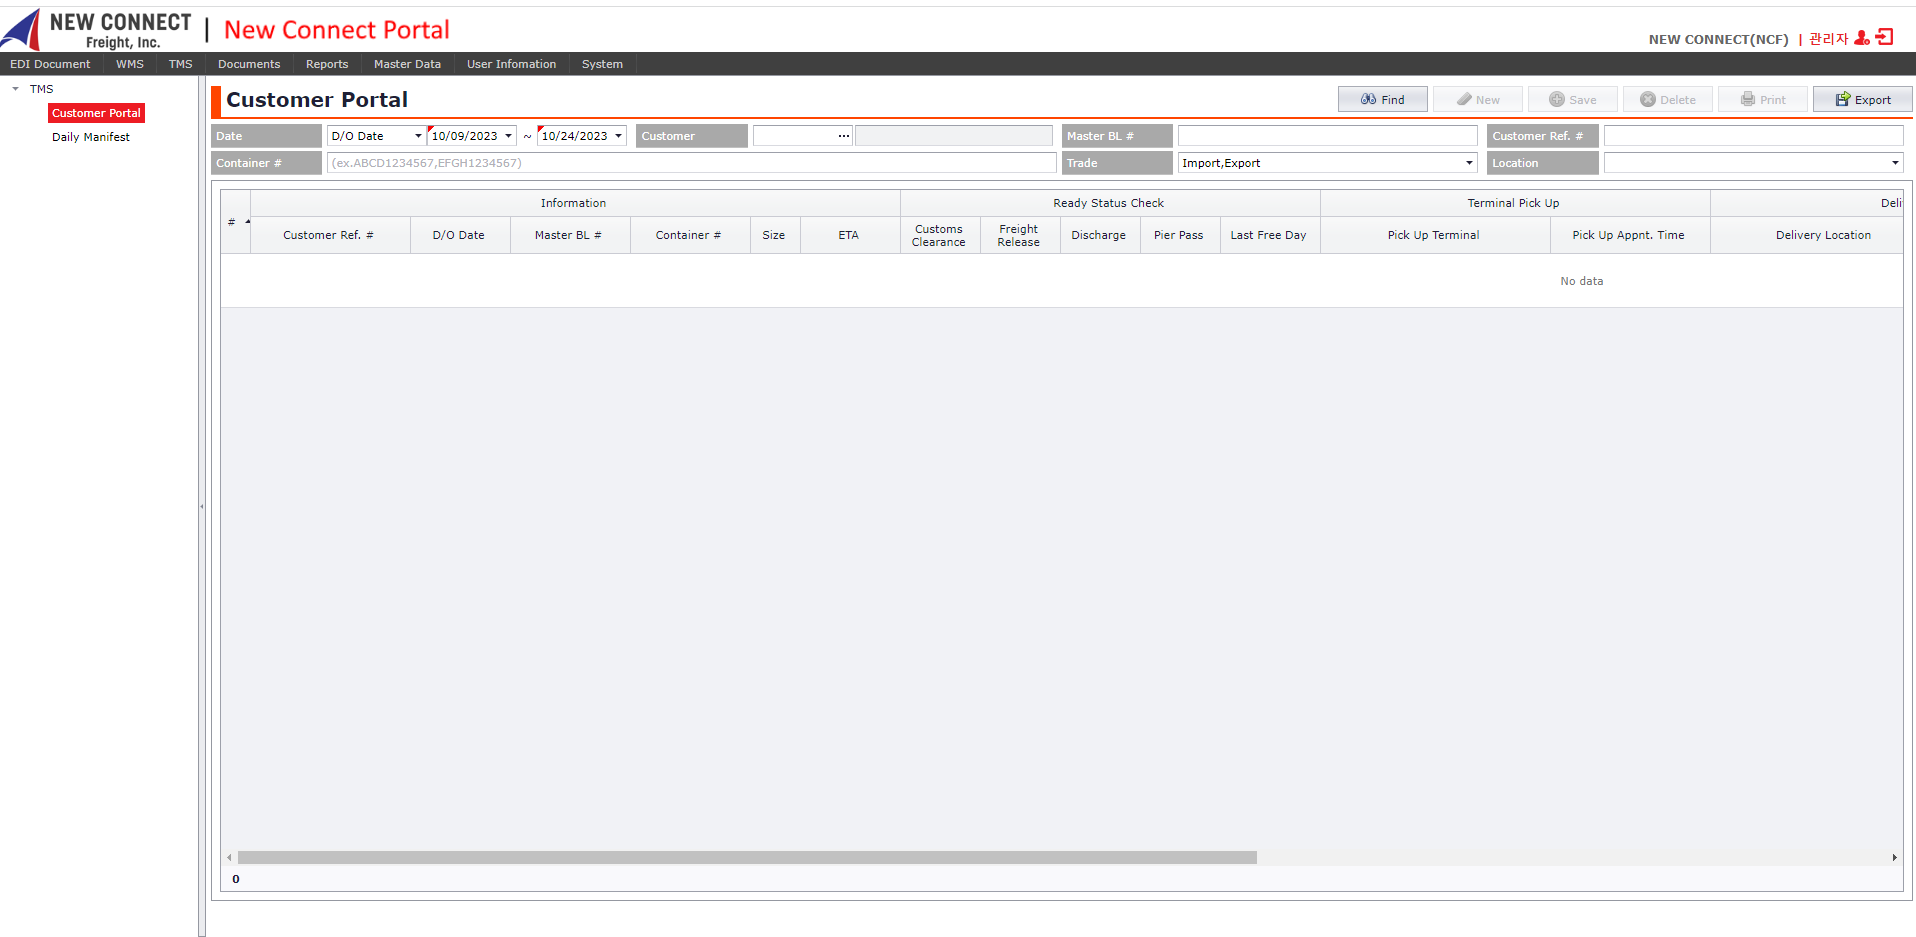 NEW CONNECT
Freight, Inc.
New Connect Portal
NEW CONNECT(NCF) | 관리자
EDI Document WMS TMS Documents Reports Master Data User Infomation System
TMS
Customer Portal
Daily Manifest
Customer Portal
Find New Save Delete Print Export
Date D/O Date 10/09/2023 ~ 10/24/2023 Customer ... Master BL # Customer Ref. #
Container # (ex.ABCD1234567,EFGH1234567) Trade Import,Export Location
# Information Ready Status Check Terminal Pick Up Deli
Customer Ref. # D/O Date Master BL # Container # Size ETA Customs Clearance Freight Release Discharge Pier Pass Last Free Day Pick Up Terminal Pick Up Appnt. Time Delivery Location
No data
0